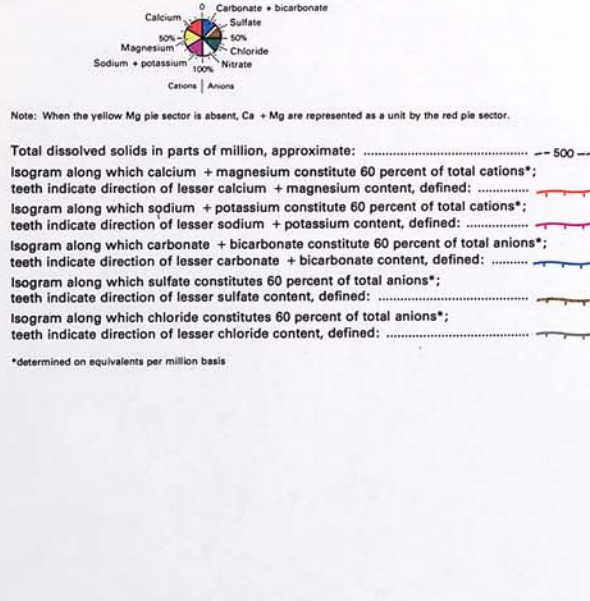 0 Carbonate + bicarbonate
Calcium Sulfate
50% 50%
Magnesium Chloride
Sodium + potassium 100% Nitrate
Cations | Anions
Note: When the yellow Mg pie sector is absent, Ca + Mg are represented as a unit by the red pie sector.
Total dissolved solids in parts of million, approximate: ................................................ -- 500 --
Isogram along which calcium + magnesium constitute 60 percent of total cations*;
teeth indicate direction of lesser calcium + magnesium content, defined: ..............
Isogram along which sodium + potassium constitute 60 percent of total cations*;
teeth indicate direction of lesser sodium + potassium content, defined: .................
Isogram along which carbonate + bicarbonate constitute 60 percent of total anions*;
teeth indicate direction of lesser carbonate + bicarbonate content, defined: .........
Isogram along which sulfate constitutes 60 percent of total anions*;
teeth indicate direction of lesser sulfate content, defined: ............................................
Isogram along which chloride constitutes 60 percent of total anions*;
teeth indicate direction of lesser chloride content, defined: .........................................
*determined on equivalents per million basis